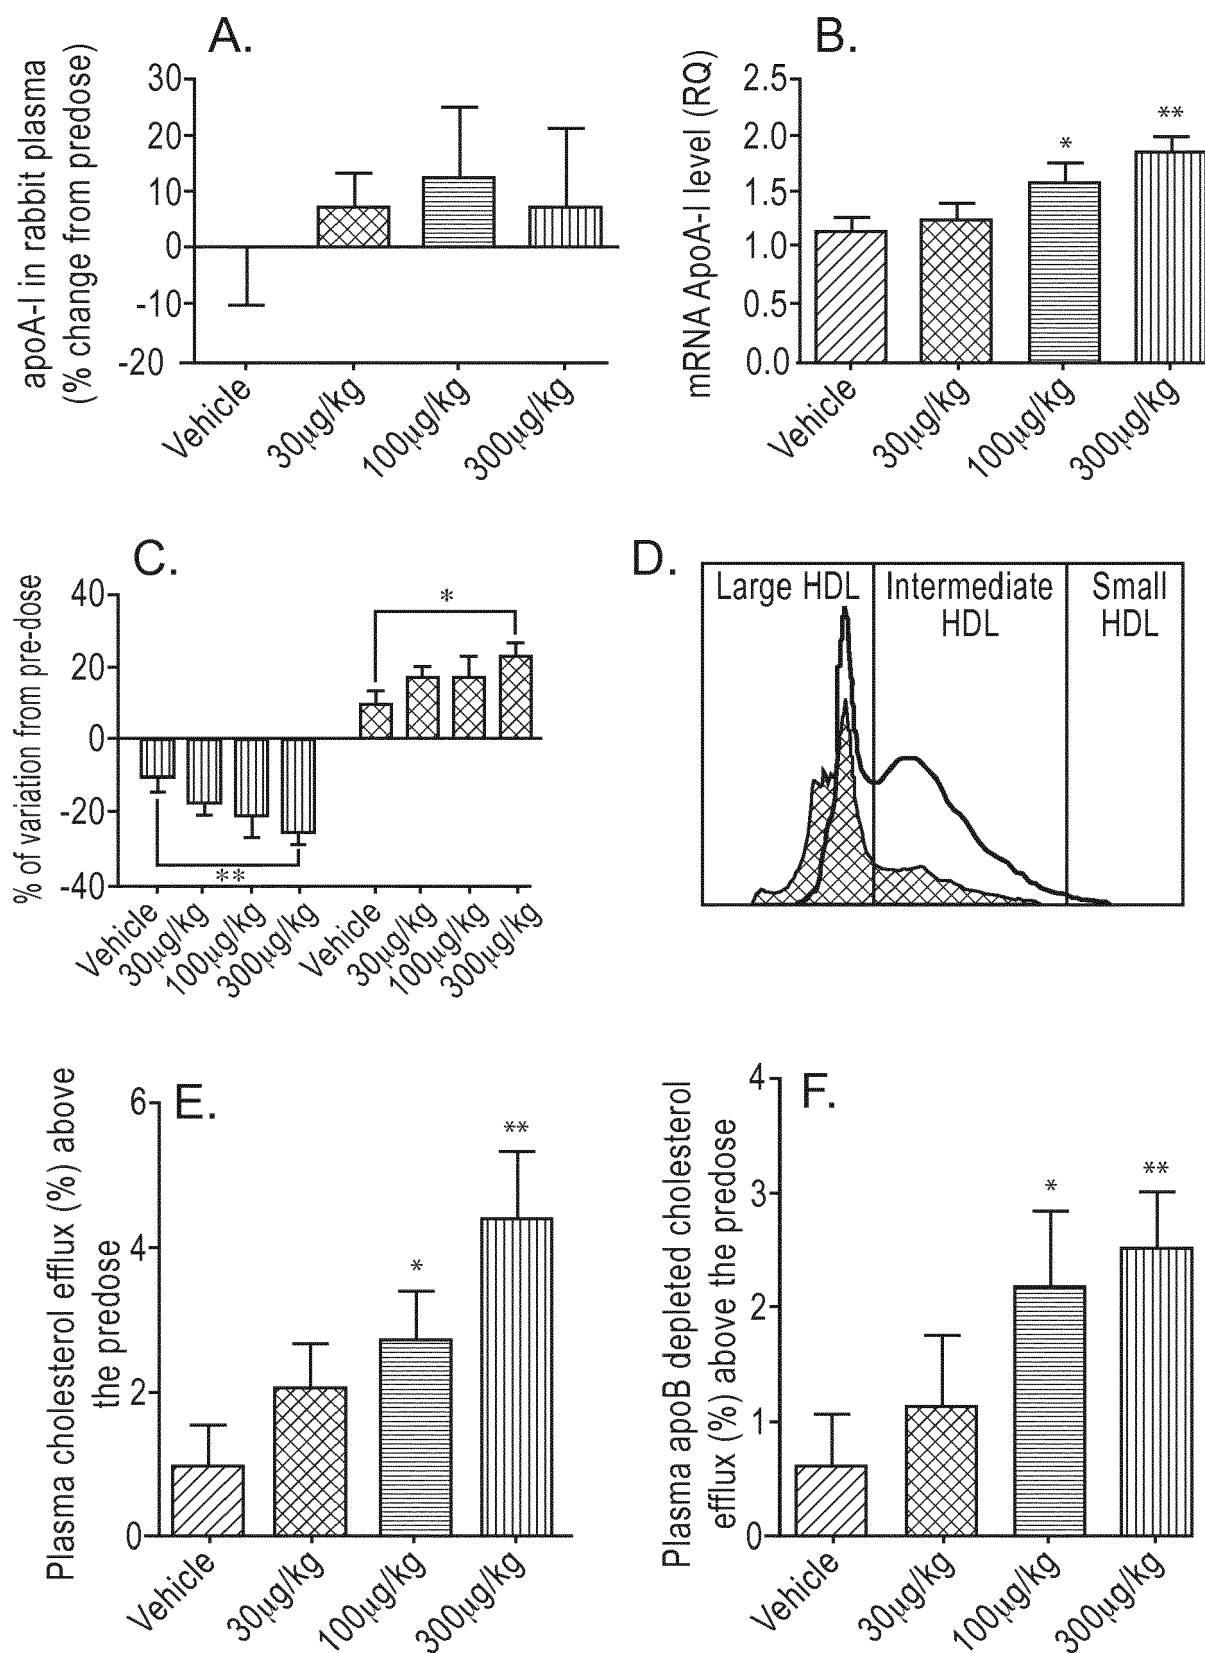 A.
apoA-I in rabbit plasma
(% change from predose)
30
20
10
0
-10
-20
Vehicle
30µg/kg
100µg/kg
300µg/kg
B.
mRNA ApoA-I level (RQ)
2.5
2.0
1.5
1.0
0.5
0.0
*
**
Vehicle
30µg/kg
100µg/kg
300µg/kg
C.
% of variation from pre-dose
40
20
0
-20
-40
*
**
Vehicle
30µg/kg
100µg/kg
300µg/kg
Vehicle
30µg/kg
100µg/kg
300µg/kg
D.
Large HDL
Intermediate
HDL
Small
HDL
E.
Plasma cholesterol efflux (%) above
the predose
6
4
2
0
*
**
Vehicle
30µg/kg
100µg/kg
300µg/kg
F.
Plasma apoB depleted cholesterol
efflux (%) above the predose
4
3
2
1
0
*
**
Vehicle
30µg/kg
100µg/kg
300µg/kg